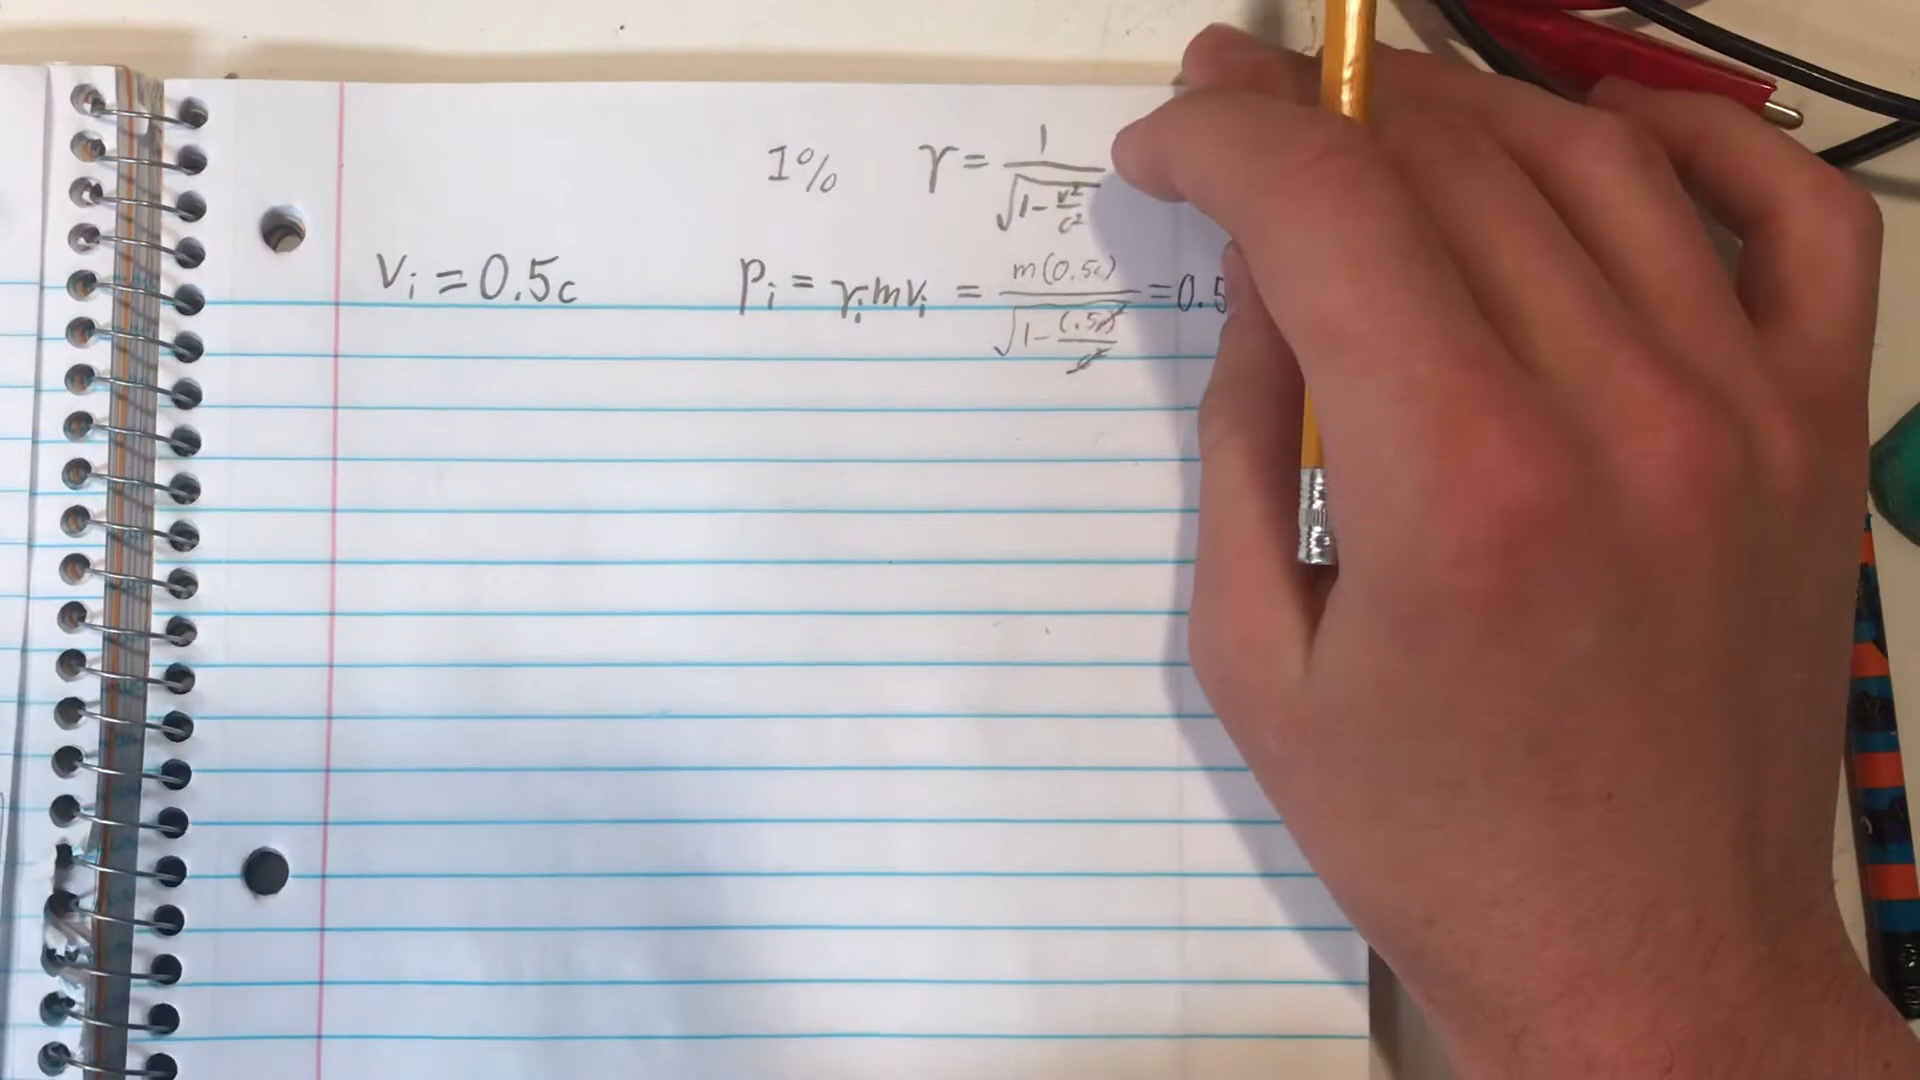 1% γ = 1/√(1 - v²/c²)
vᵢ = 0.5c pᵢ = γᵢmvᵢ = m(0.5c)/√(1 - (.5c)²/c²) = 0.5